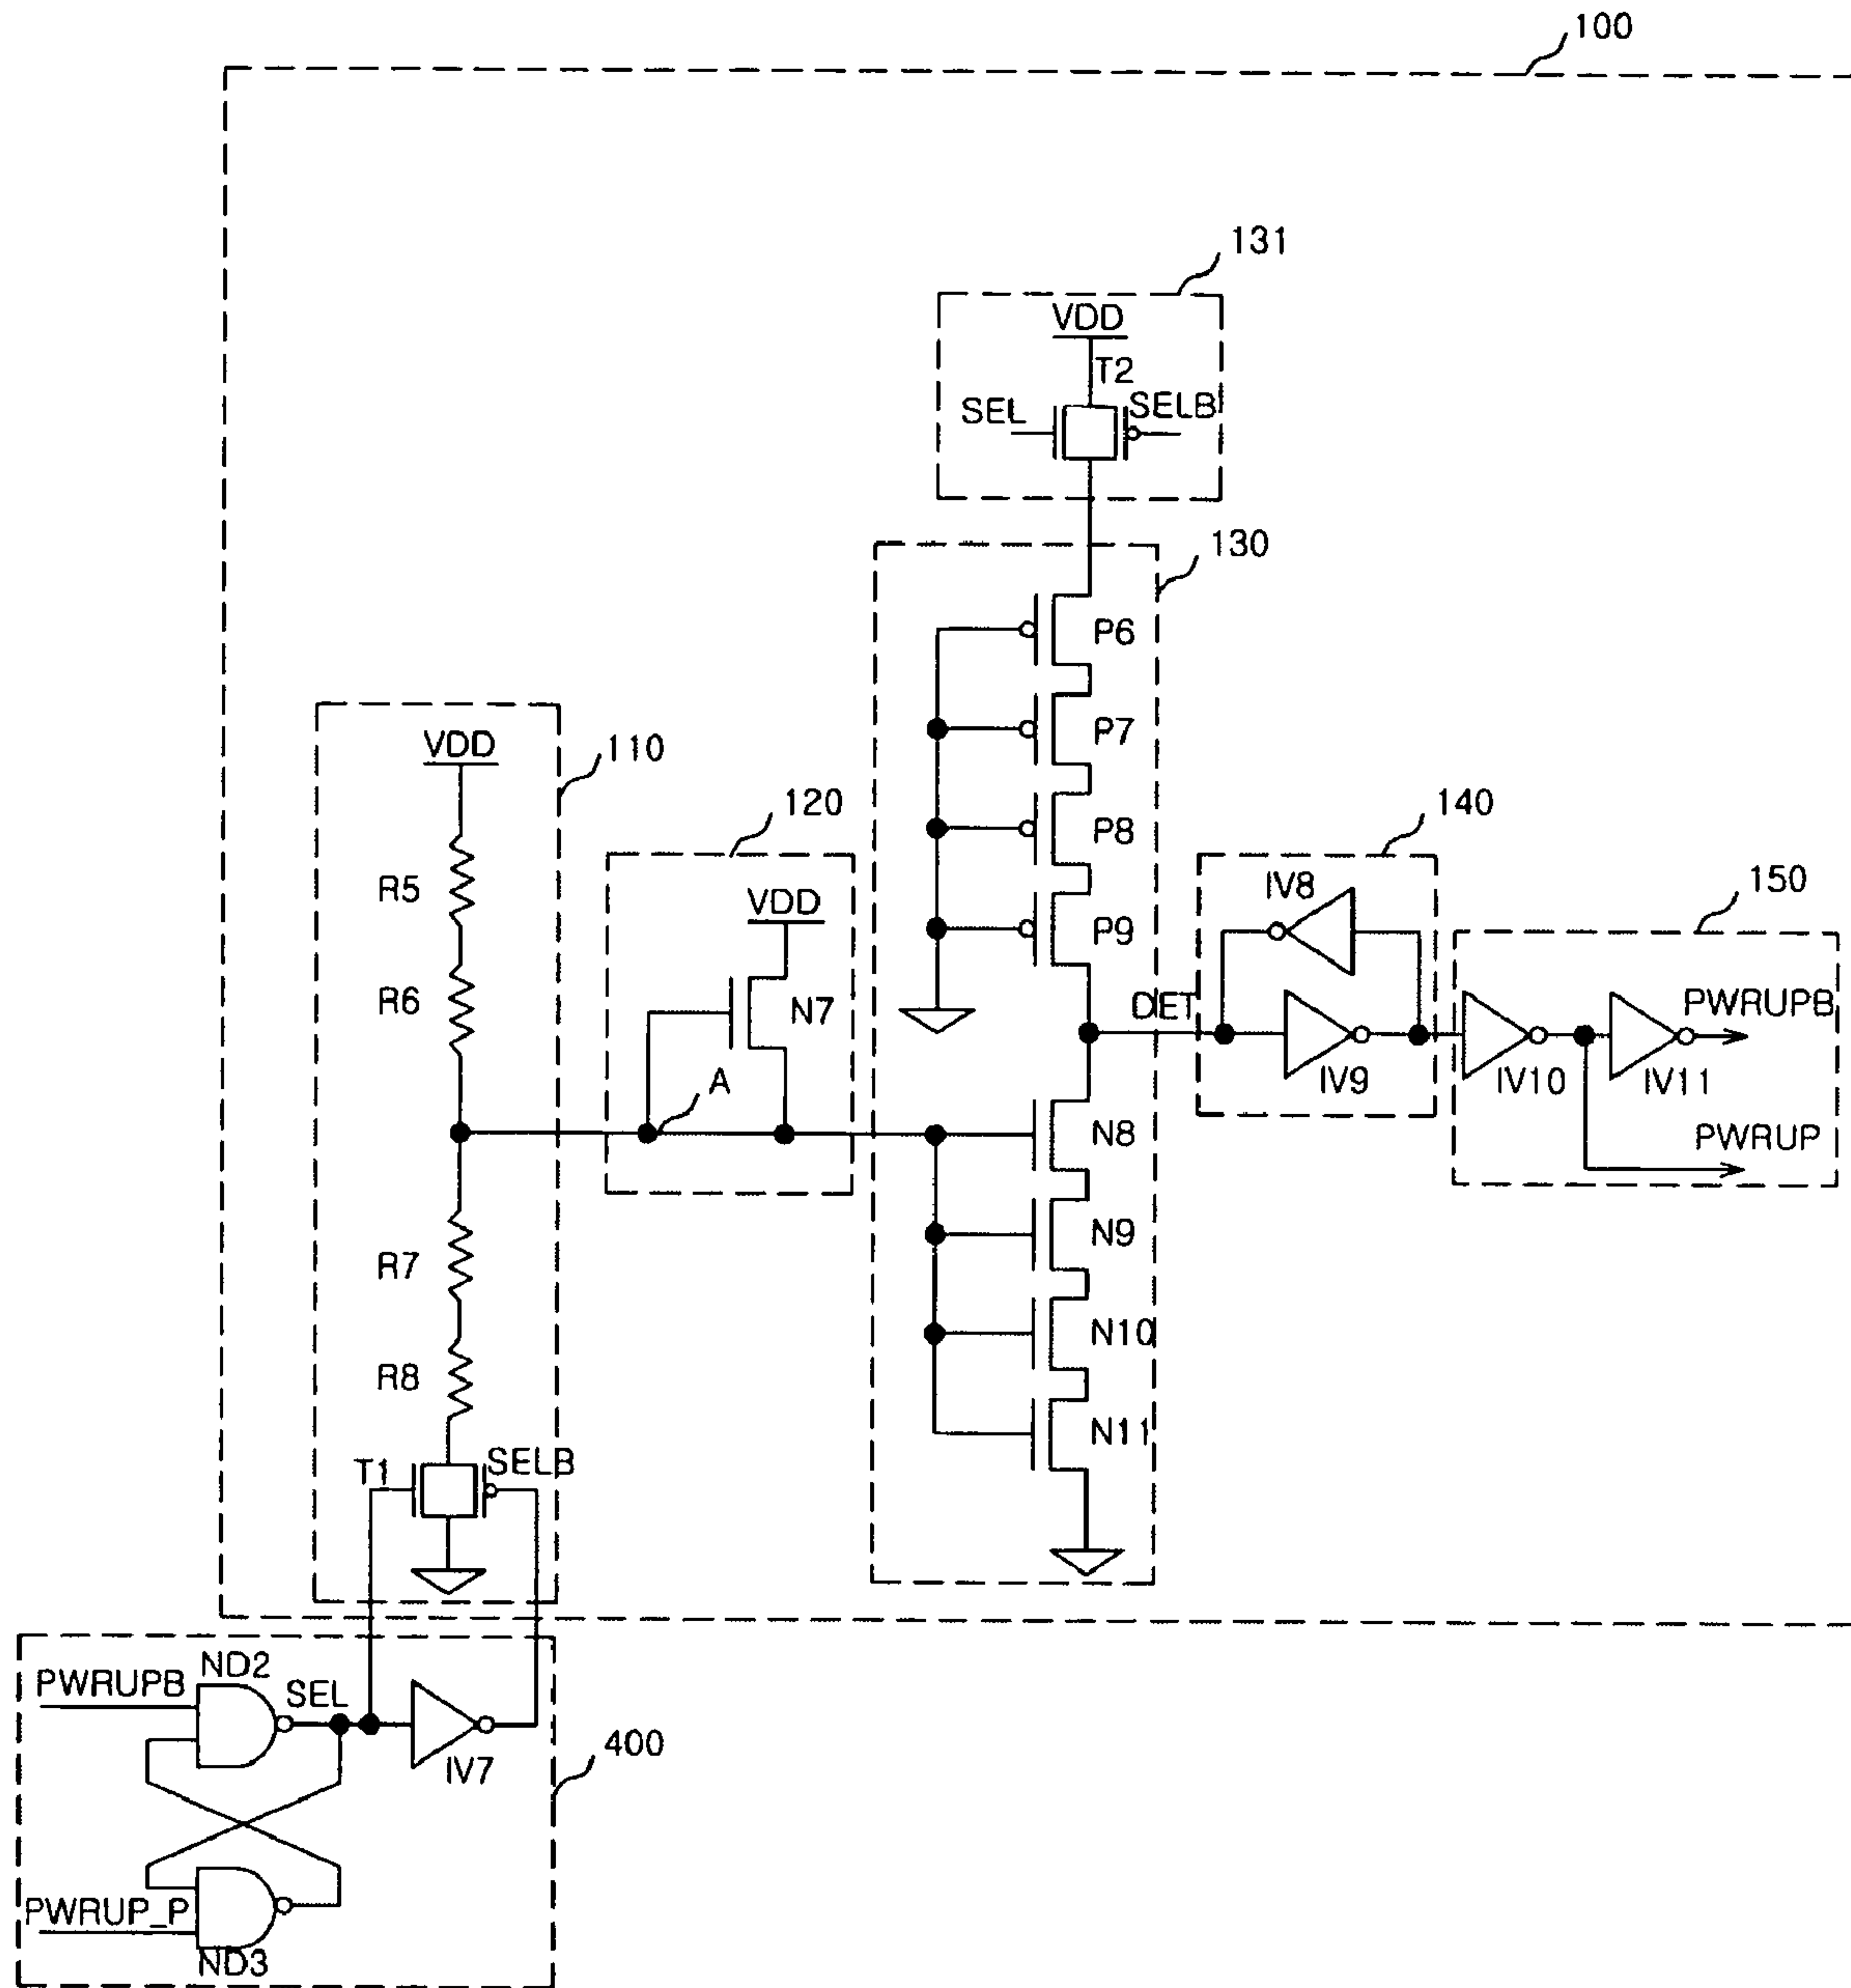 100
131
VDD
T2
SEL
SELB
130
P6
P7
P8
P9
110
VDD
R5
R6
120
VDD
N7
A
140
IV8
DET
IV9
150
PWRUPB
IV10
IV11
PWRUP
N8
N9
N10
N11
R7
R8
T1
SELB
ND2
PWRUPB
SEL
IV7
400
PWRUP_P
ND3